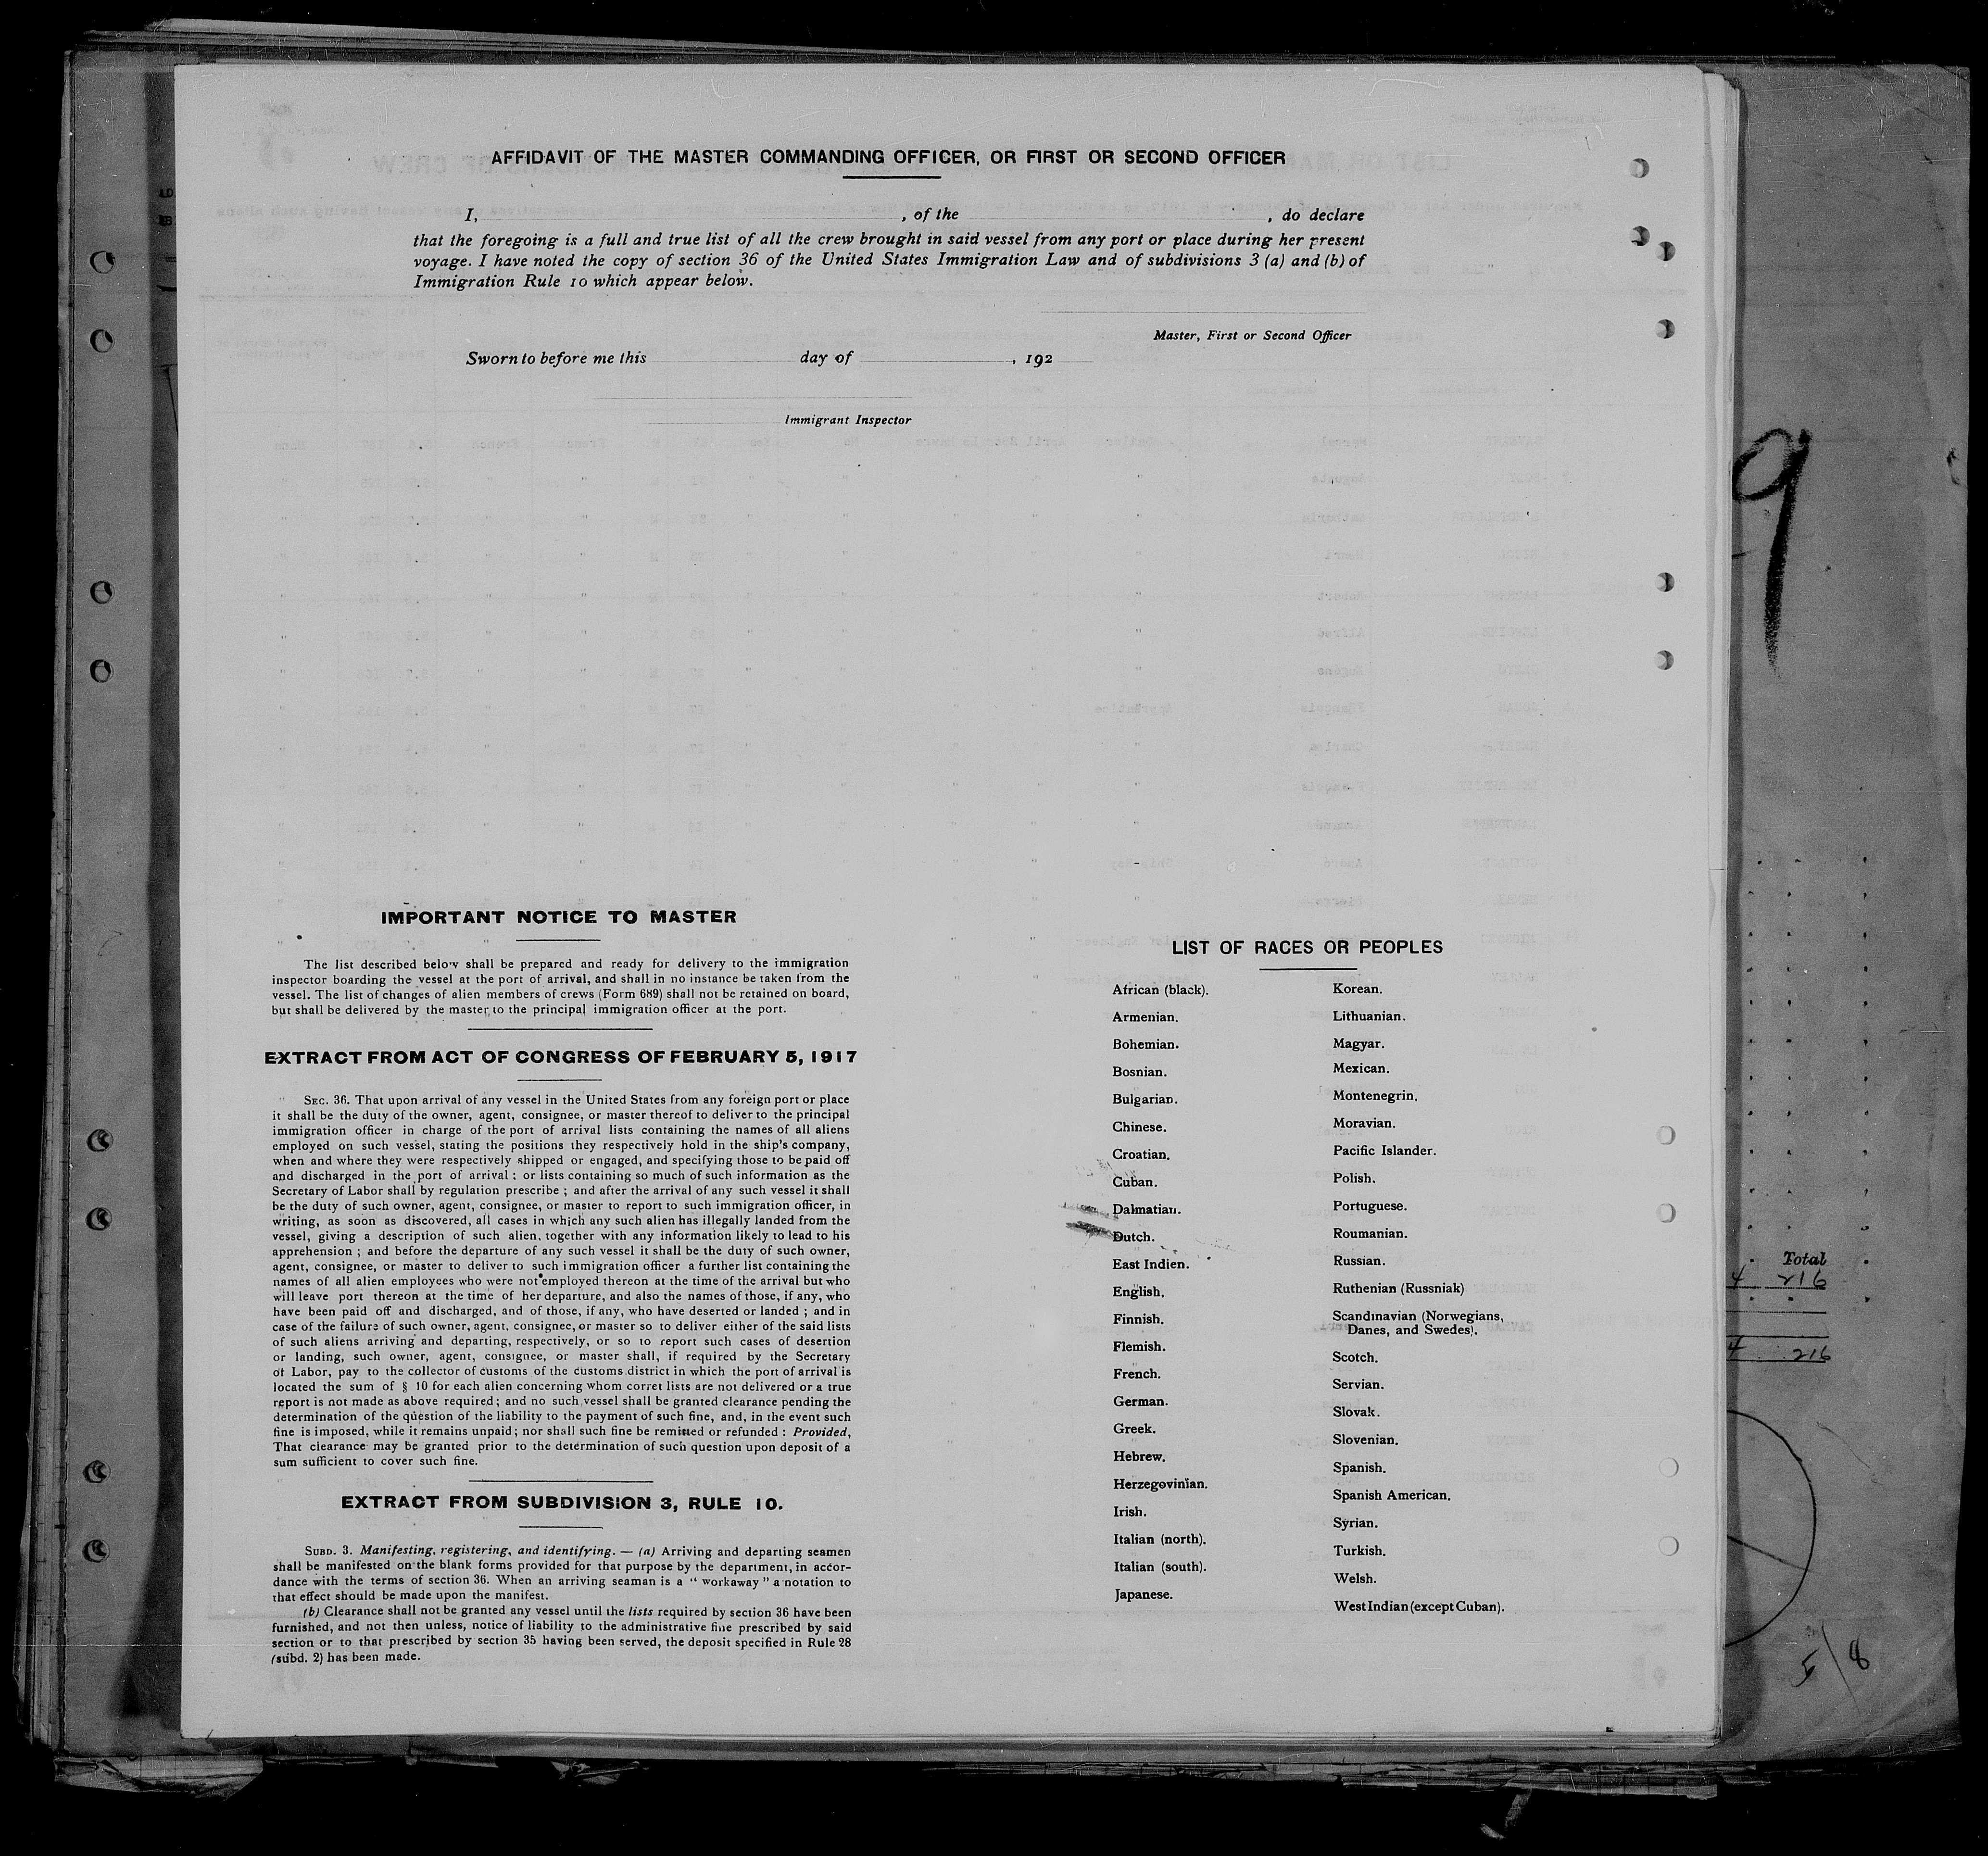 AFFIDAVIT OF THE MASTER COMMANDING OFFICER, OR FIRST OR SECOND OFFICER
I, , of the , do declare
that the foregoing is a full and true list of all the crew brought in said vessel from any port or place during her present
voyage. I have noted the copy of section 36 of the United States Immigration Law and of subdivisions 3 (a) and (b) of
Immigration Rule 10 which appear below.
Master, First or Second Officer
Sworn to before me this day of , 192
Immigrant Inspector
IMPORTANT NOTICE TO MASTER
The list described below shall be prepared and ready for delivery to the immigration
inspector boarding the vessel at the port of arrival, and shall in no instance be taken from the
vessel. The list of changes of alien members of crews (Form 689) shall not be retained on board,
but shall be delivered by the master to the principal immigration officer at the port.
EXTRACT FROM ACT OF CONGRESS OF FEBRUARY 5, 1917
SEC. 36. That upon arrival of any vessel in the United States from any foreign port or place
it shall be the duty of the owner, agent, consignee, or master thereof to deliver to the principal
immigration officer in charge of the port of arrival lists containing the names of all aliens
employed on such vessel, stating the positions they respectively hold in the ship's company,
when and where they were respectively shipped or engaged, and specifying those to be paid off
and discharged in the port of arrival ; or lists containing so much of such information as the
Secretary of Labor shall by regulation prescribe ; and after the arrival of any such vessel it shall
be the duty of such owner, agent, consignee, or master to report to such immigration officer, in
writing, as soon as discovered, all cases in which any such alien has illegally landed from the
vessel, giving a description of such alien, together with any information likely to lead to his
apprehension ; and before the departure of any such vessel it shall be the duty of such owner,
agent, consignee, or master to deliver to such immigration officer a further list containing the
names of all alien employees who were not employed thereon at the time of the arrival but who
will leave port thereon at the time of her departure, and also the names of those, if any, who
have been paid off and discharged, and of those, if any, who have deserted or landed ; and in
case of the failure of such owner, agent, consignee, or master so to deliver either of the said lists
of such aliens arriving and departing, respectively, or so to report such cases of desertion
or landing, such owner, agent, consignee, or master shall, if required by the Secretary
of Labor, pay to the collector of customs of the customs district in which the port of arrival is
located the sum of § 10 for each alien concerning whom corret lists are not delivered or a true
report is not made as above required ; and no such vessel shall be granted clearance pending the
determination of the question of the liability to the payment of such fine, and, in the event such
fine is imposed, while it remains unpaid ; nor shall such fine be remitted or refunded : Provided,
That clearance may be granted prior to the determination of such question upon deposit of a
sum sufficient to cover such fine.
EXTRACT FROM SUBDIVISION 3, RULE 10.
SUBD. 3. Manifesting, registering, and identifying. — (a) Arriving and departing seamen
shall be manifested on the blank forms provided for that purpose by the department, in accor-
dance with the terms of section 36. When an arriving seaman is a " workaway " a notation to
that effect should be made upon the manifest.
(b) Clearance shall not be granted any vessel until the lists required by section 36 have been
furnished, and not then unless, notice of liability to the administrative fine prescribed by said
section or to that prescribed by section 35 having been served, the deposit specified in Rule 28
(subd. 2) has been made.
LIST OF RACES OR PEOPLES
African (black).
Armenian.
Bohemian.
Bosnian.
Bulgarian.
Chinese.
Croatian.
Cuban.
Dalmatian.
Dutch.
East Indien.
English.
Finnish.
Flemish.
French.
German.
Greek.
Hebrew.
Herzegovinian.
Irish.
Italian (north).
Italian (south).
Japanese.
Korean.
Lithuanian.
Magyar.
Mexican.
Montenegrin.
Moravian.
Pacific Islander.
Polish.
Portuguese.
Roumanian.
Russian.
Ruthenian (Russniak)
Scandinavian (Norwegians,
Danes, and Swedes).
Scotch.
Servian.
Slovak.
Slovenian.
Spanish.
Spanish American.
Syrian.
Turkish.
Welsh.
West Indian (except Cuban).
9
Total
4 216
4 216
5/8